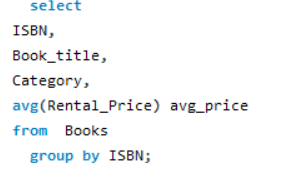 select
ISBN,
Book_title,
Category,
avg(Rental_Price) avg_price
from  Books
group by ISBN;